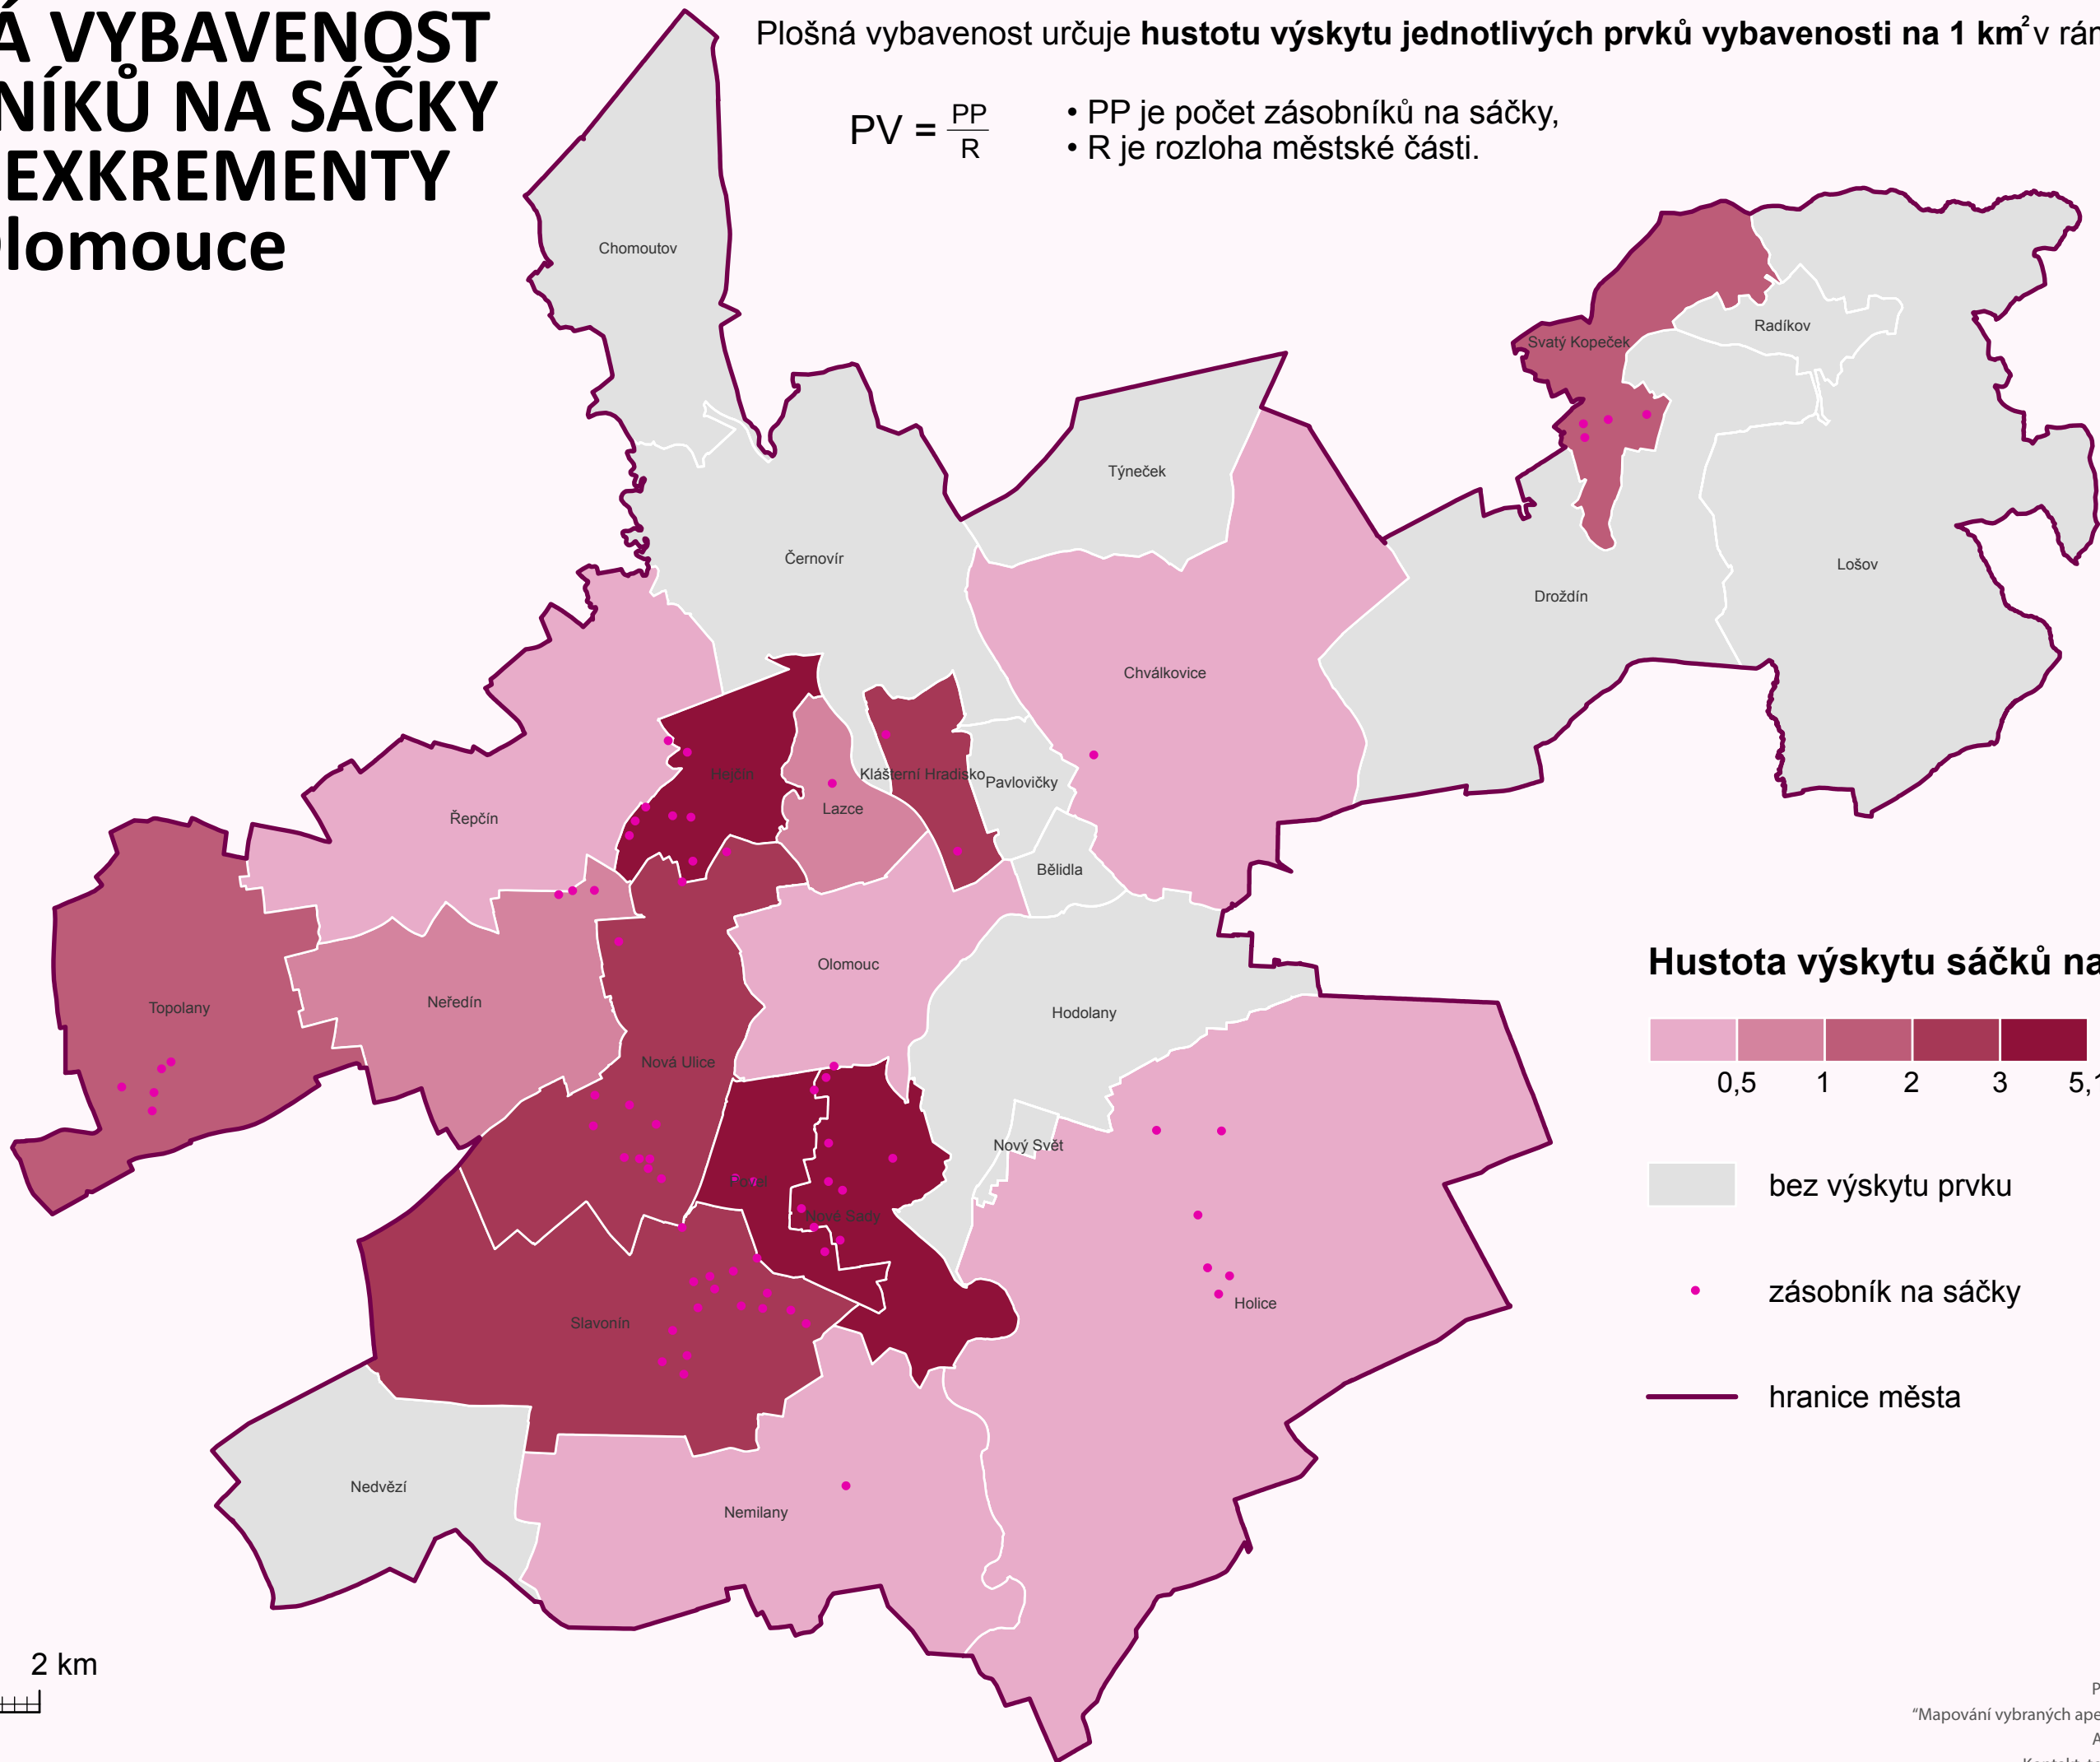 Á VYBAVENOST
NÍKŮ NA SÁČKY
EXKREMENTY
lomouce
Plošná vybavenost určuje hustotu výskytu jednotlivých prvků vybavenosti na 1 km² v rám
PV = PP/R
• PP je počet zásobníků na sáčky,
• R je rozloha městské části.
Chomoutov
Radíkov
Svatý Kopeček
Týneček
Černovír
Lošov
Droždín
Chválkovice
Hejčín
Klášterní Hradisko
Pavlovičky
Lazce
Řepčín
Bělidla
Olomouc
Neředín
Topolany
Hodolany
Nová Ulice
Nový Svět
Povel
Nové Sady
Holice
Slavonín
Nedvězí
Nemilany
Hustota výskytu sáčků na
0,5 1 2 3 5,1
bez výskytu prvku
zásobník na sáčky
hranice města
2 km
P
"Mapování vybraných ape
A